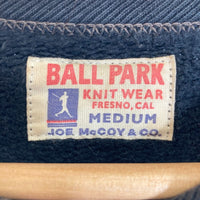 BALL PARK
KNIT WEAR
FRESNO, CAL
MEDIUM
JOE McCOY & CO.